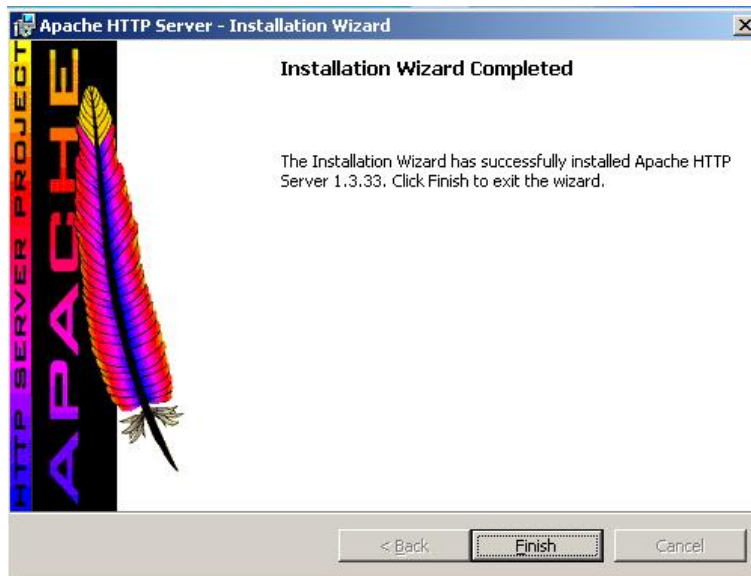 Apache HTTP Server - Installation Wizard
HTTP SERVER PROJECT
APACHE
Installation Wizard Completed
The Installation Wizard has successfully installed Apache HTTP
Server 1.3.33. Click Finish to exit the wizard.
< Back
Finish
Cancel